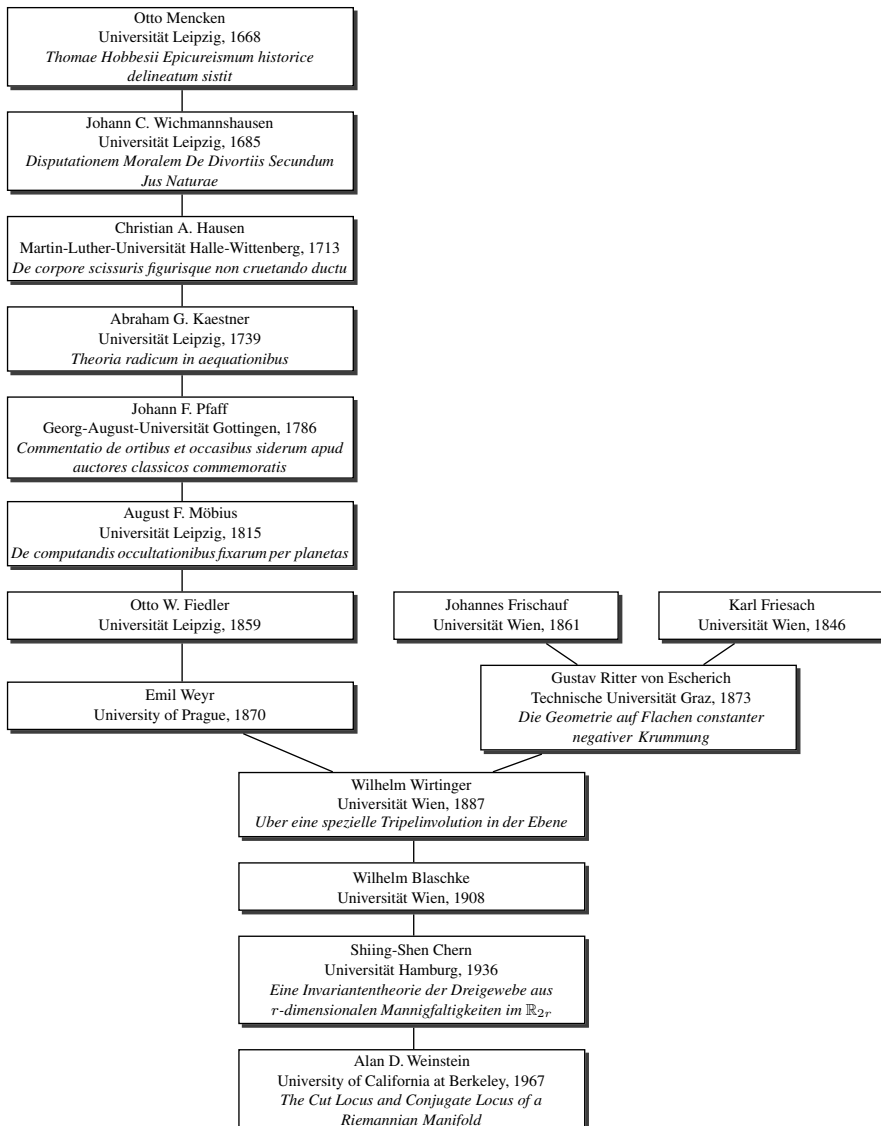 Otto Mencken
Universität Leipzig, 1668
Thomae Hobbesii Epicureismum historice
delineatum sistit
Johann C. Wichmannshausen
Universität Leipzig, 1685
Disputationem Moralem De Divortiis Secundum
Jus Naturae
Christian A. Hausen
Martin-Luther-Universität Halle-Wittenberg, 1713
De corpore scissuris figurisque non cruetando ductu
Abraham G. Kaestner
Universität Leipzig, 1739
Theoria radicum in aequationibus
Johann F. Pfaff
Georg-August-Universität Gottingen, 1786
Commentatio de ortibus et occasibus siderum apud
auctores classicos commemoratis
August F. Möbius
Universität Leipzig, 1815
De computandis occultationibus fixarum per planetas
Otto W. Fiedler
Universität Leipzig, 1859
Johannes Frischauf
Universität Wien, 1861
Karl Friesach
Universität Wien, 1846
Emil Weyr
University of Prague, 1870
Gustav Ritter von Escherich
Technische Universität Graz, 1873
Die Geometrie auf Flachen constanter
negativer Krummung
Wilhelm Wirtinger
Universität Wien, 1887
Uber eine spezielle Tripelinvolution in der Ebene
Wilhelm Blaschke
Universität Wien, 1908
Shiing-Shen Chern
Universität Hamburg, 1936
Eine Invariantentheorie der Dreigewebe aus
r-dimensionalen Mannigfaltigkeiten im ℝ₂ᵣ
Alan D. Weinstein
University of California at Berkeley, 1967
The Cut Locus and Conjugate Locus of a
Riemannian Manifold